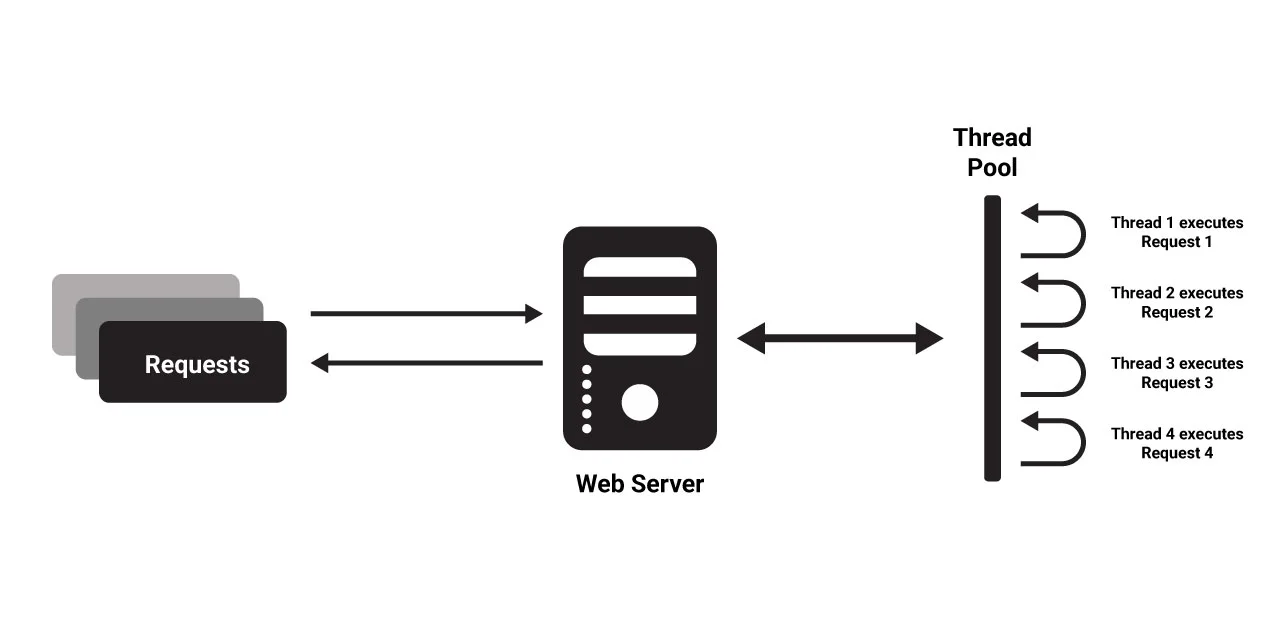 Requests
Web Server
Thread
Pool
Thread 1 executes
Request 1
Thread 2 executes
Request 2
Thread 3 executes
Request 3
Thread 4 executes
Request 4